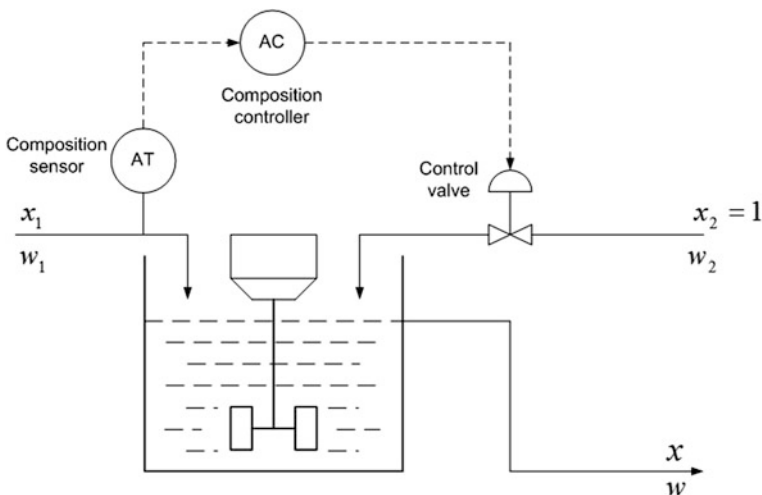 AC
Composition
controller
Composition
sensor
AT
Control
valve
x₁
w₁
x₂ = 1
w₂
x
w